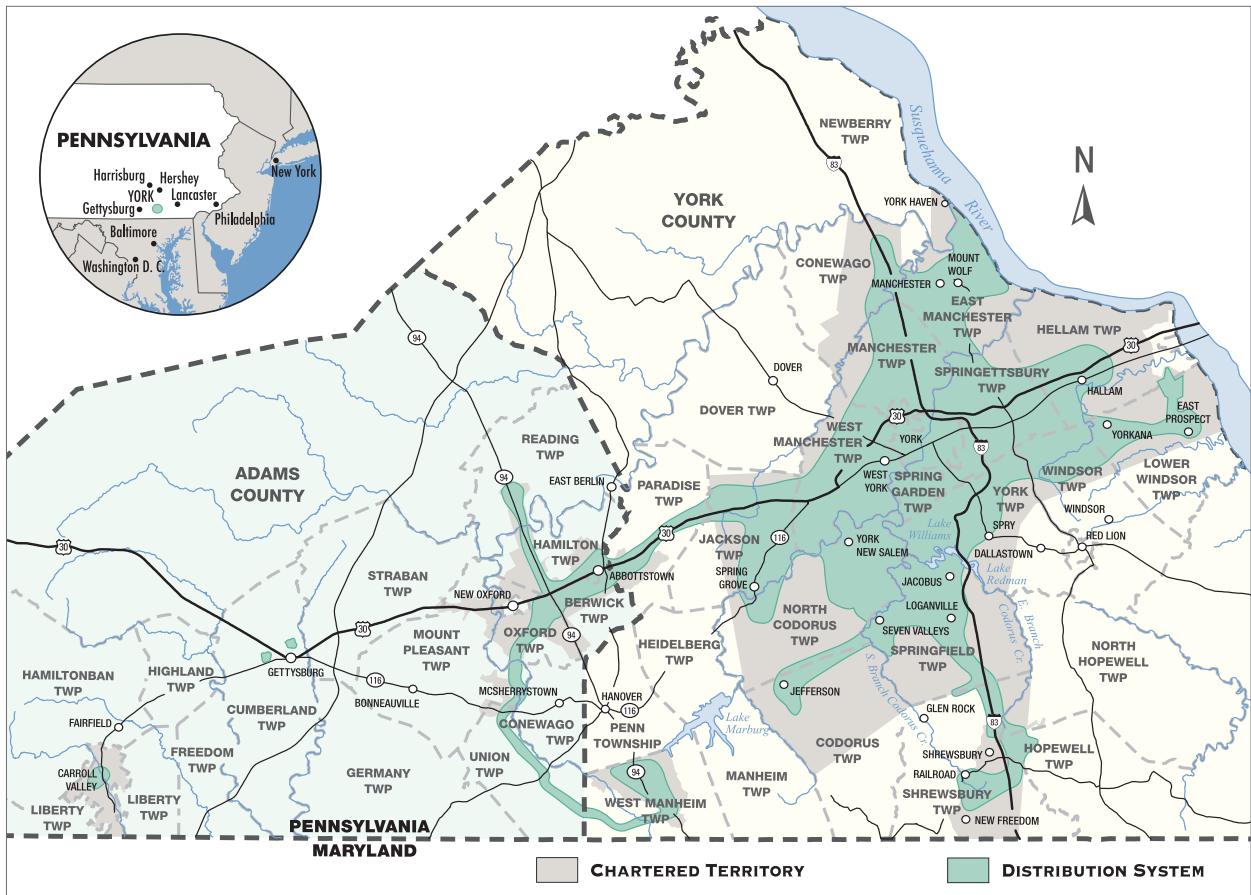 PENNSYLVANIA
New York
Harrisburg
Hershey
YORK
Lancaster
Gettysburg
Philadelphia
Baltimore
Washington D. C.
N
Susquehanna
River
NEWBERRY
TWP
83
YORK
COUNTY
YORK HAVEN
CONEWAGO
TWP
MOUNT
WOLF
MANCHESTER
EAST
MANCHESTER
TWP
HELLAM TWP
30
94
MANCHESTER
TWP
SPRINGETTSBURY
TWP
DOVER
HALLAM
DOVER TWP
30
WEST
MANCHESTER
TWP
YORK
EAST
PROSPECT
YORKANA
83
READING
TWP
ADAMS
COUNTY
94
EAST BERLIN
PARADISE
TWP
WEST
YORK
SPRING
GARDEN
TWP
WINDSOR
TWP
LOWER
WINDSOR
TWP
YORK
TWP
WINDSOR
30
30
JACKSON
TWP
116
YORK
NEW SALEM
Lake
Williams
SPRY
DALLASTOWN
RED LION
HAMILTON
TWP
ABBOTTSTOWN
SPRING
GROVE
JACOBUS
Lake
Redman
STRABAN
TWP
NEW OXFORD
BERWICK
TWP
LOGANVILLE
E. Branch
Codorus Cr.
NORTH
CODORUS
TWP
SEVEN VALLEYS
30
MOUNT
PLEASANT
TWP
OXFORD
TWP
94
HEIDELBERG
TWP
SPRINGFIELD
TWP
NORTH
HOPEWELL
TWP
GETTYSBURG
HAMILTONBAN
TWP
HIGHLAND
TWP
116
BONNEAUVILLE
MCSHERRYSTOWN
HANOVER
116
JEFFERSON
S. Branch Codorus Cr.
CUMBERLAND
TWP
FAIRFIELD
CONEWAGO
TWP
PENN
TOWNSHIP
Lake
Marburg
GLEN ROCK
83
FREEDOM
TWP
UNION
TWP
CODORUS
TWP
SHREWSBURY
HOPEWELL
TWP
CARROLL
VALLEY
GERMANY
TWP
94
MANHEIM
TWP
RAILROAD
SHREWSBURY
TWP
LIBERTY
TWP
LIBERTY
TWP
WEST MANHEIM
TWP
NEW FREEDOM
PENNSYLVANIA
MARYLAND
CHARTERED TERRITORY
DISTRIBUTION SYSTEM